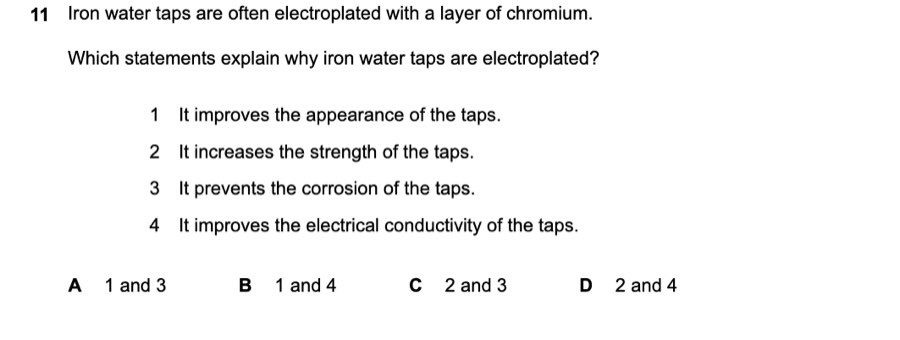 11 Iron water taps are often electroplated with a layer of chromium.
Which statements explain why iron water taps are electroplated?
1 It improves the appearance of the taps.
2 It increases the strength of the taps.
3 It prevents the corrosion of the taps.
4 It improves the electrical conductivity of the taps.
A 1 and 3 B 1 and 4 C 2 and 3 D 2 and 4